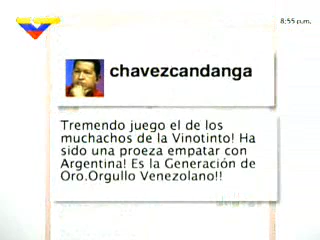 8:55 p.m.
chavezcandanga
Tremendo juego el de los
muchachos de la Vinotinto! Ha
sido una proeza empatar con
Argentina! Es la Generación de
Oro.Orgullo Venezolano!!